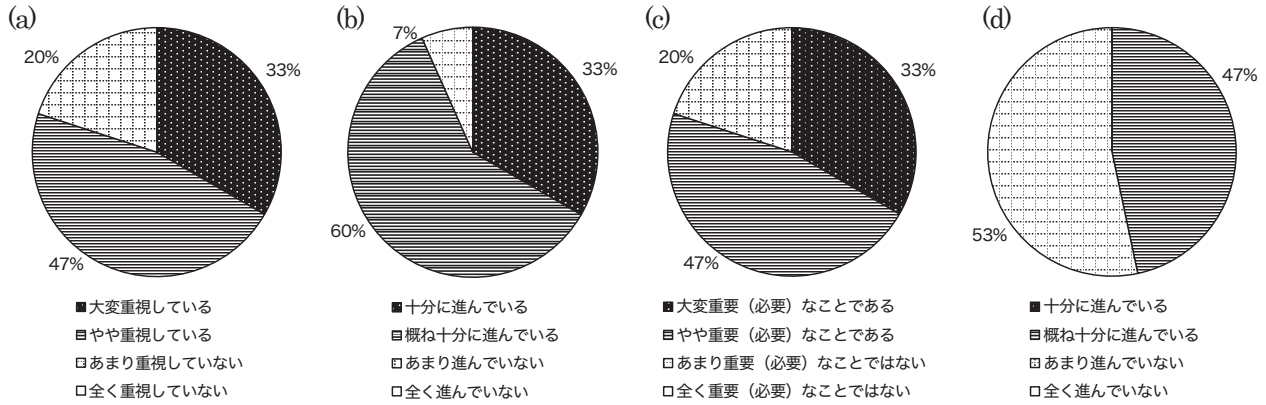 (a)
20%
33%
47%
■大変重視している
やや重視している
あまり重視していない
□全く重視していない
(b)
7%
33%
60%
■十分に進んでいる
概ね十分に進んでいる
あまり進んでいない
□全く進んでいない
(c)
20%
33%
47%
■大変重要（必要）なことである
やや重要（必要）なことである
あまり重要（必要）なことではない
□全く重要（必要）なことではない
(d)
47%
53%
■十分に進んでいる
概ね十分に進んでいる
あまり進んでいない
□全く進んでいない